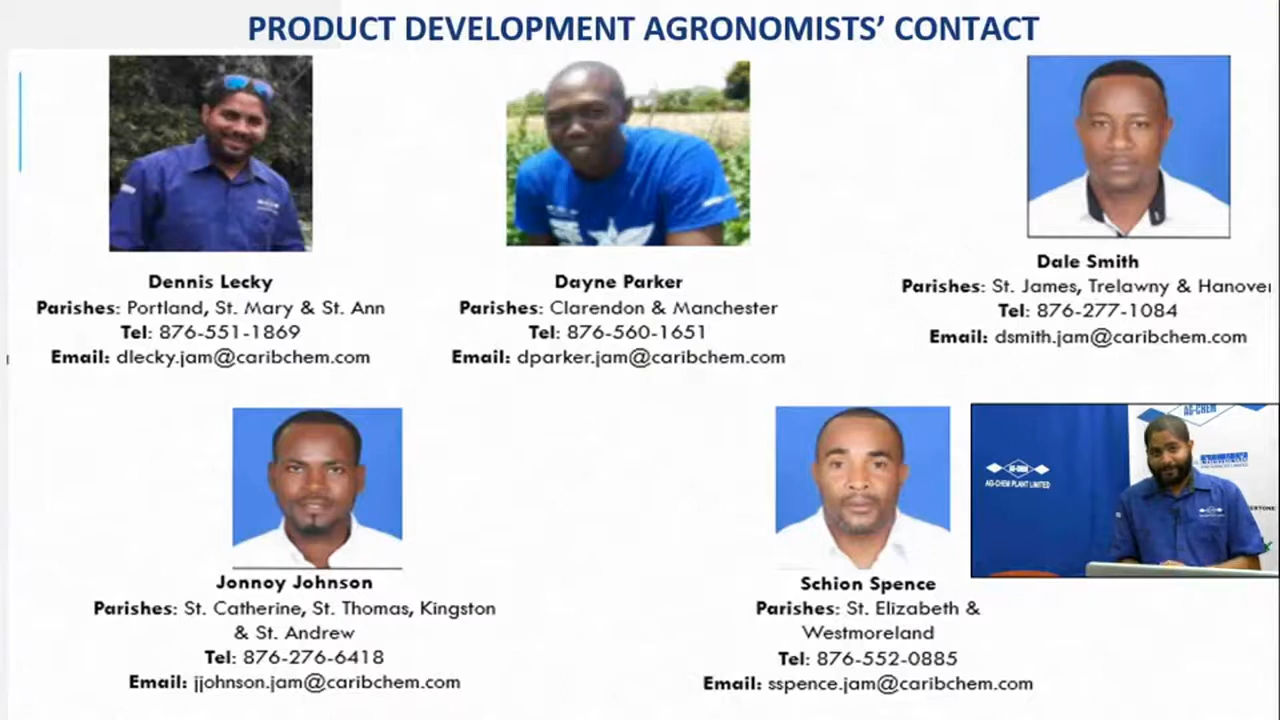 PRODUCT DEVELOPMENT AGRONOMISTS’ CONTACT
Dennis Lecky
Parishes: Portland, St. Mary & St. Ann
Tel: 876-551-1869
Email: dlecky.jam@caribchem.com
Dayne Parker
Parishes: Clarendon & Manchester
Tel: 876-560-1651
Email: dparker.jam@caribchem.com
Dale Smith
Parishes: St. James, Trelawny & Hanover
Tel: 876-277-1084
Email: dsmith.jam@caribchem.com
Jonnoy Johnson
Parishes: St. Catherine, St. Thomas, Kingston
& St. Andrew
Tel: 876-276-6418
Email: jjohnson.jam@caribchem.com
Schion Spence
Parishes: St. Elizabeth &
Westmoreland
Tel: 876-552-0885
Email: sspence.jam@caribchem.com
AG-CHEM
AG-CHEM
AG-CHEM PLANT LIMITED